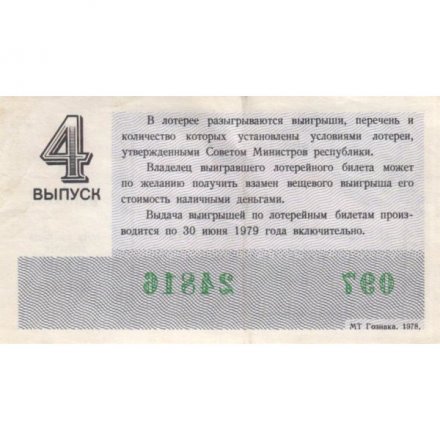 4
ВЫПУСК
В лотерее разыгрываются выигрыши, перечень и
количество которых установлены условиями лотереи,
утвержденными Советом Министров республики.
Владелец выигравшего лотерейного билета может
по желанию получить взамен вещевого выигрыша его
стоимость наличными деньгами.
Выдача выигрышей по лотерейным билетам произ-
водится по 30 июня 1979 года включительно.
24816 097
МТ Гознака. 1978.